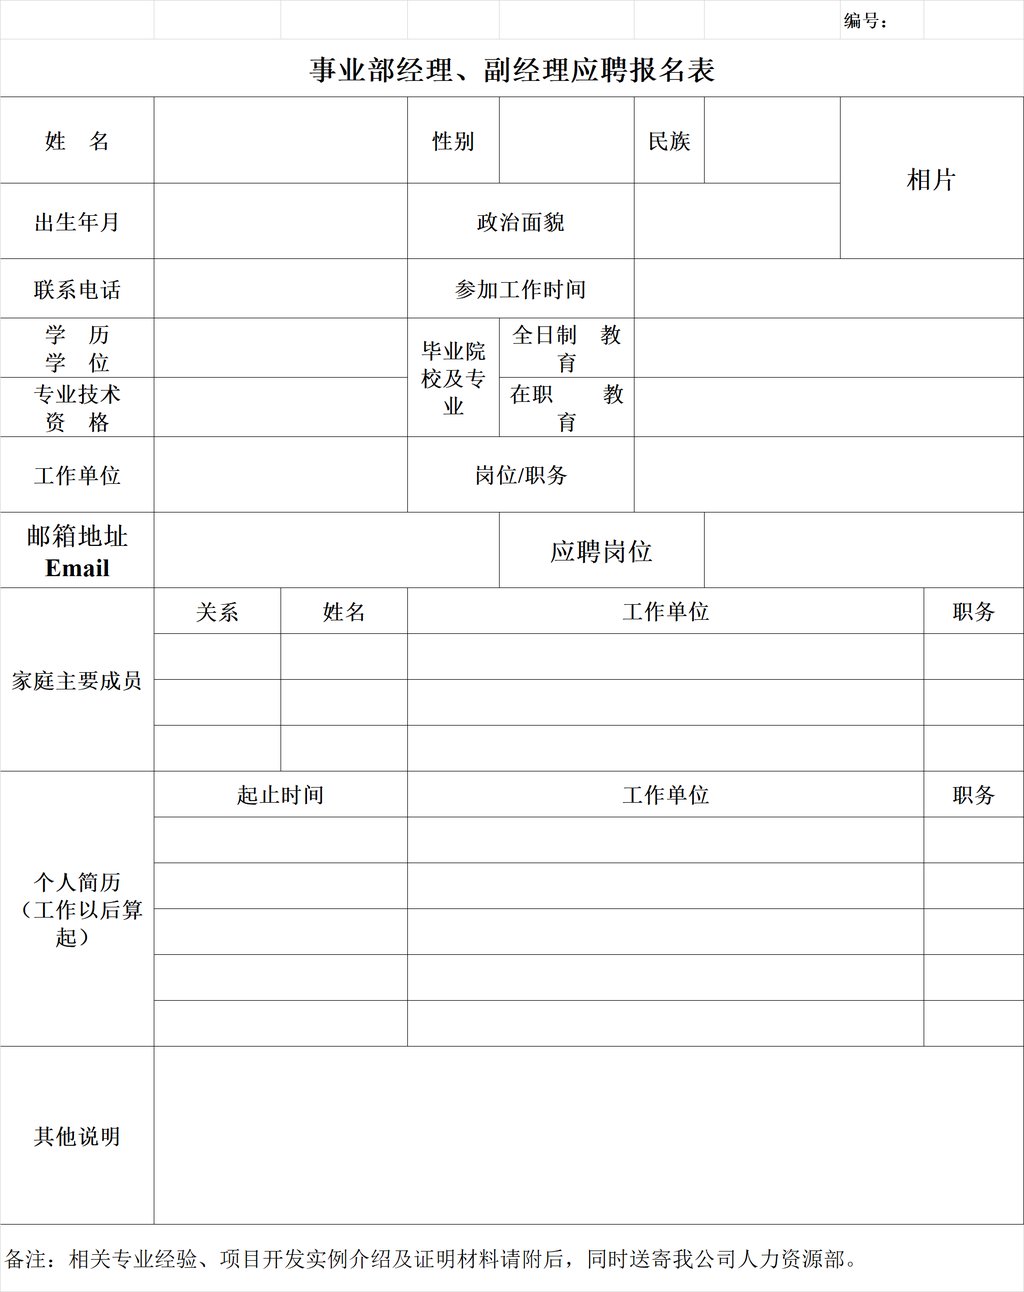 编号：
事业部经理、副经理应聘报名表
姓　名
性别
民族
相片
出生年月
政治面貌
联系电话
参加工作时间
学　历
学　位
毕业院
校及专
业
全日制　教
育
专业技术
资　格
在职　　教
育
工作单位
岗位/职务
邮箱地址
Email
应聘岗位
家庭主要成员
关系
姓名
工作单位
职务
个人简历
（工作以后算
起）
起止时间
工作单位
职务
其他说明
备注：相关专业经验、项目开发实例介绍及证明材料请附后，同时送寄我公司人力资源部。